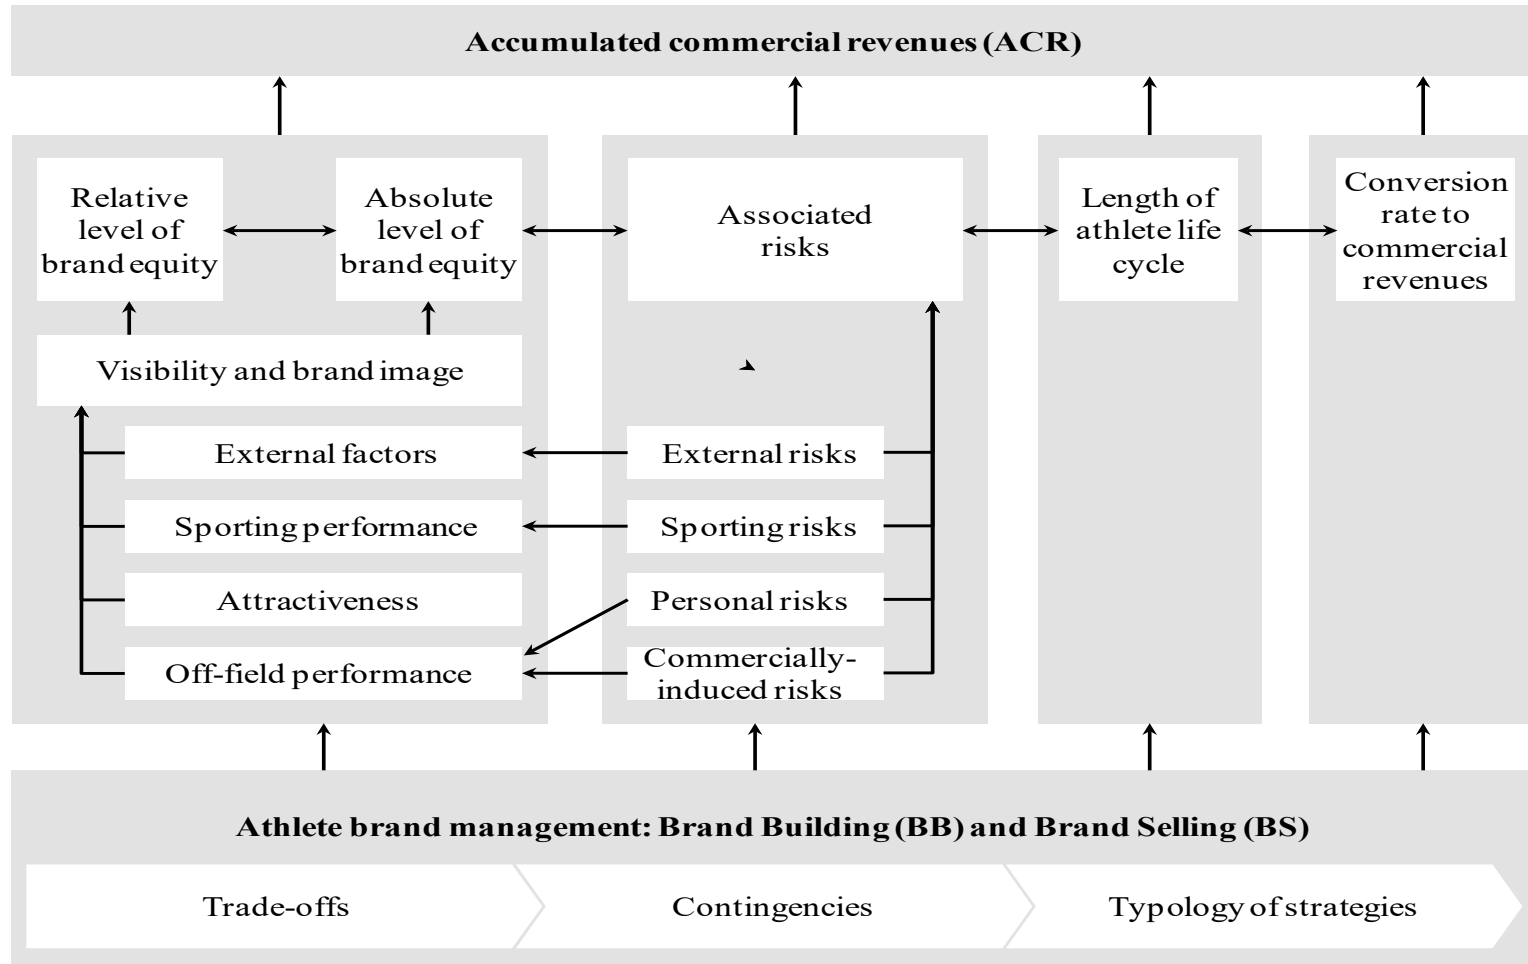 Accumulated commercial revenues (ACR)
Relative
level of
brand equity
Absolute
level of
brand equity
Associated
risks
Length of
athlete life
cycle
Conversion
rate to
commercial
revenues
Visibility and brand image
External factors
External risks
Sporting performance
Sporting risks
Attractiveness
Personal risks
Off-field performance
Commercially-
induced risks
Athlete brand management: Brand Building (BB) and Brand Selling (BS)
Trade-offs
Contingencies
Typology of strategies